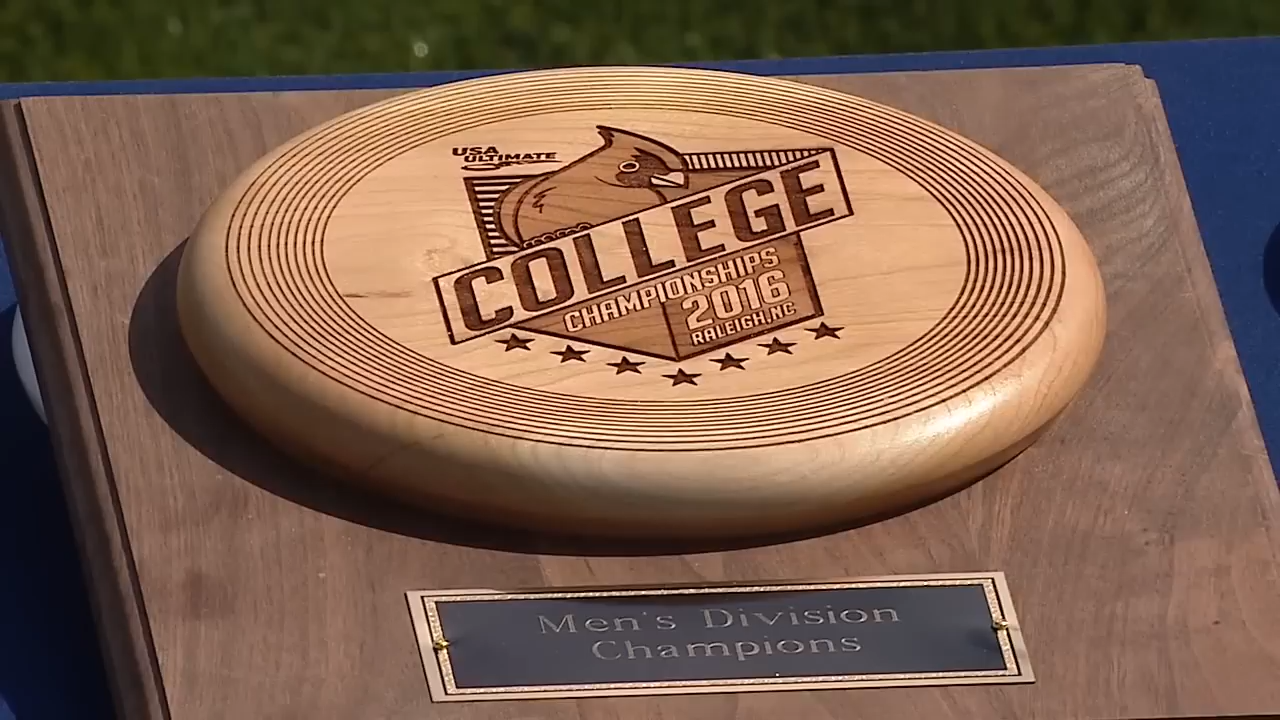 USA
ULTIMATE
COLLEGE
CHAMPIONSHIPS
2016
RALEIGH.NC
Men's Division
Champions